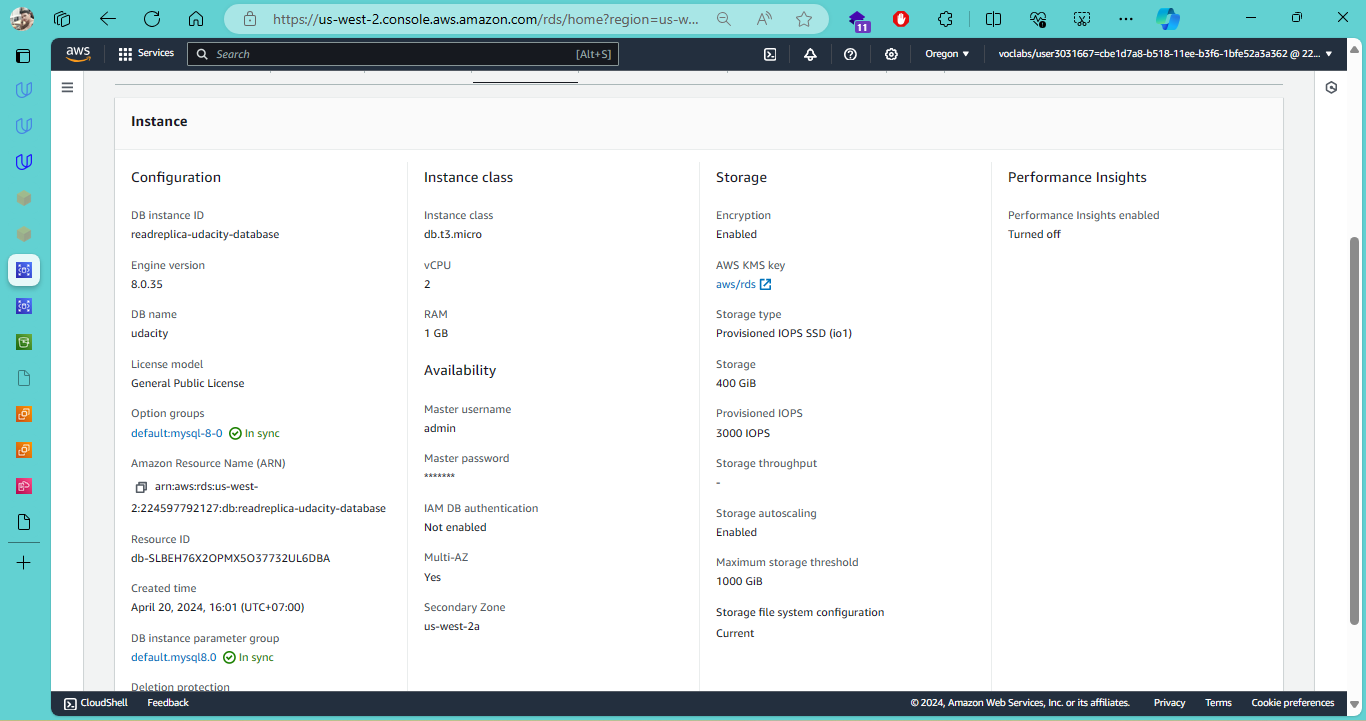 https://us-west-2.console.aws.amazon.com/rds/home?region=us-w...
11
aws
Services
Search
[Alt+S]
Oregon
voclabs/user3031667=cbe1d7a8-b518-11ee-b3f6-1bfe52a3a362 @ 22...
Instance
Configuration
DB instance ID
readreplica-udacity-database
Engine version
8.0.35
DB name
udacity
License model
General Public License
Option groups
default:mysql-8-0 In sync
Amazon Resource Name (ARN)
arn:aws:rds:us-west-
2:224597792127:db:readreplica-udacity-database
Resource ID
db-SLBEH76X2OPMX5O37732UL6DBA
Created time
April 20, 2024, 16:01 (UTC+07:00)
DB instance parameter group
default.mysql8.0 In sync
Deletion protection
Instance class
Instance class
db.t3.micro
vCPU
2
RAM
1 GB
Availability
Master username
admin
Master password
*******
IAM DB authentication
Not enabled
Multi-AZ
Yes
Secondary Zone
us-west-2a
Storage
Encryption
Enabled
AWS KMS key
aws/rds
Storage type
Provisioned IOPS SSD (io1)
Storage
400 GiB
Provisioned IOPS
3000 IOPS
Storage throughput
-
Storage autoscaling
Enabled
Maximum storage threshold
1000 GiB
Storage file system configuration
Current
Performance Insights
Performance Insights enabled
Turned off
CloudShell
Feedback
© 2024, Amazon Web Services, Inc. or its affiliates.
Privacy
Terms
Cookie preferences